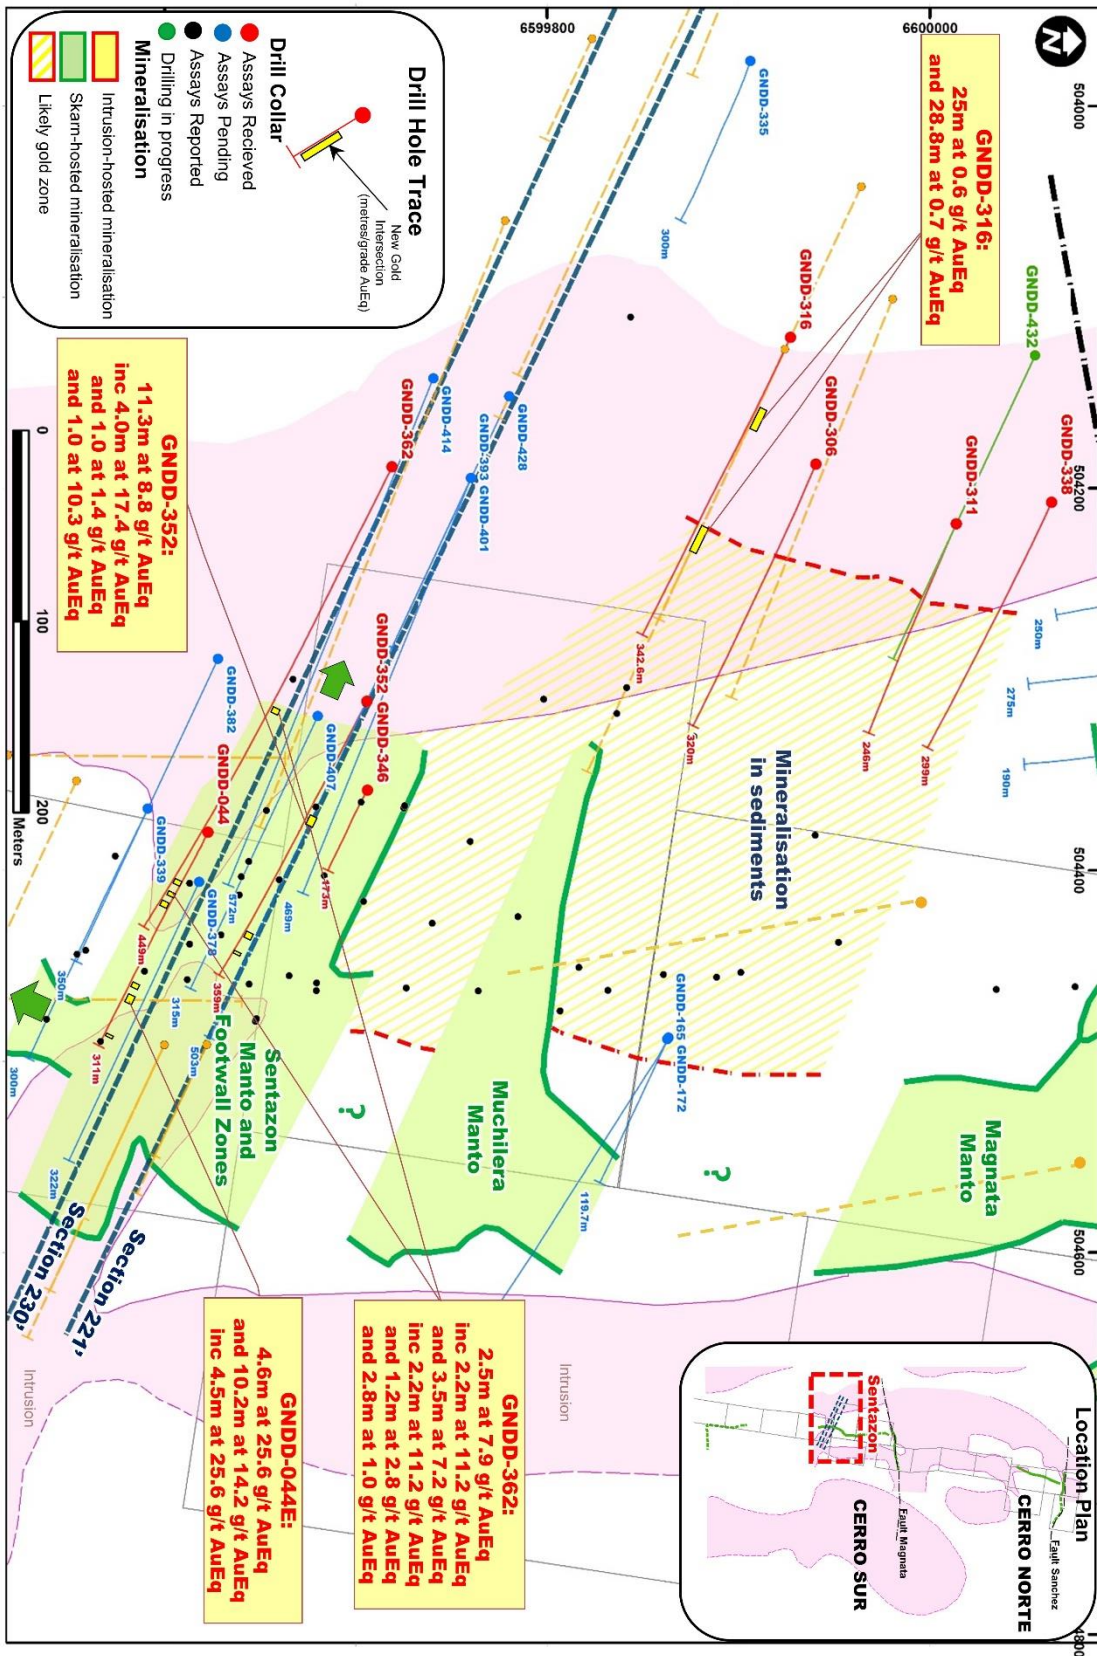 Location Plan
Fault Sanchez
CERRO NORTE
Sentazon
Fault Magnata
CERRO SUR
N
504000
504200
504400
504600
6600000
6599800
Drill Hole Trace
New Gold
Intersection
(metres/grade AuEq)
Drill Collar
Assays Recieved
Assays Pending
Assays Reported
Drilling in progress
Mineralisation
Intrusion-hosted mineralisation
Skarn-hosted mineralisation
Likely gold zone
GNDD-316:
25m at 0.6 g/t AuEq
and 28.8m at 0.7 g/t AuEq
GNDD-352:
11.3m at 8.8 g/t AuEq
inc 4.0m at 17.4 g/t AuEq
and 1.0 at 1.4 g/t AuEq
and 1.0 at 10.3 g/t AuEq
GNDD-362:
2.5m at 7.9 g/t AuEq
inc 2.2m at 11.2 g/t AuEq
and 3.5m at 7.2 g/t AuEq
inc 2.2m at 11.2 g/t AuEq
and 1.2m at 2.8 g/t AuEq
and 2.8m at 1.0 g/t AuEq
GNDD-044E:
4.6m at 25.6 g/t AuEq
and 10.2m at 14.2 g/t AuEq
inc 4.5m at 25.6 g/t AuEq
GNDD-335
300m
GNDD-432
GNDD-338
299m
GNDD-311
246m
GNDD-316
342.6m
GNDD-306
320m
250m
275m
190m
GNDD-414
GNDD-428
GNDD-393 GNDD-401
GNDD-362
GNDD-352 GNDD-346
173m
GNDD-382
GNDD-407
GNDD-044
GNDD-339
GNDD-378
469m
572m
449m
359m
350m
315m
503m
311m
300m
322m
GNDD-165 GNDD-172
119.7m
Mineralisation
in sediments
Magnata
Manto
Muchilera
Manto
Sentazon
Manto and
Footwall Zones
?
?
Section 221'
Section 230'
Intrusion
Intrusion
0
100
200
Meters